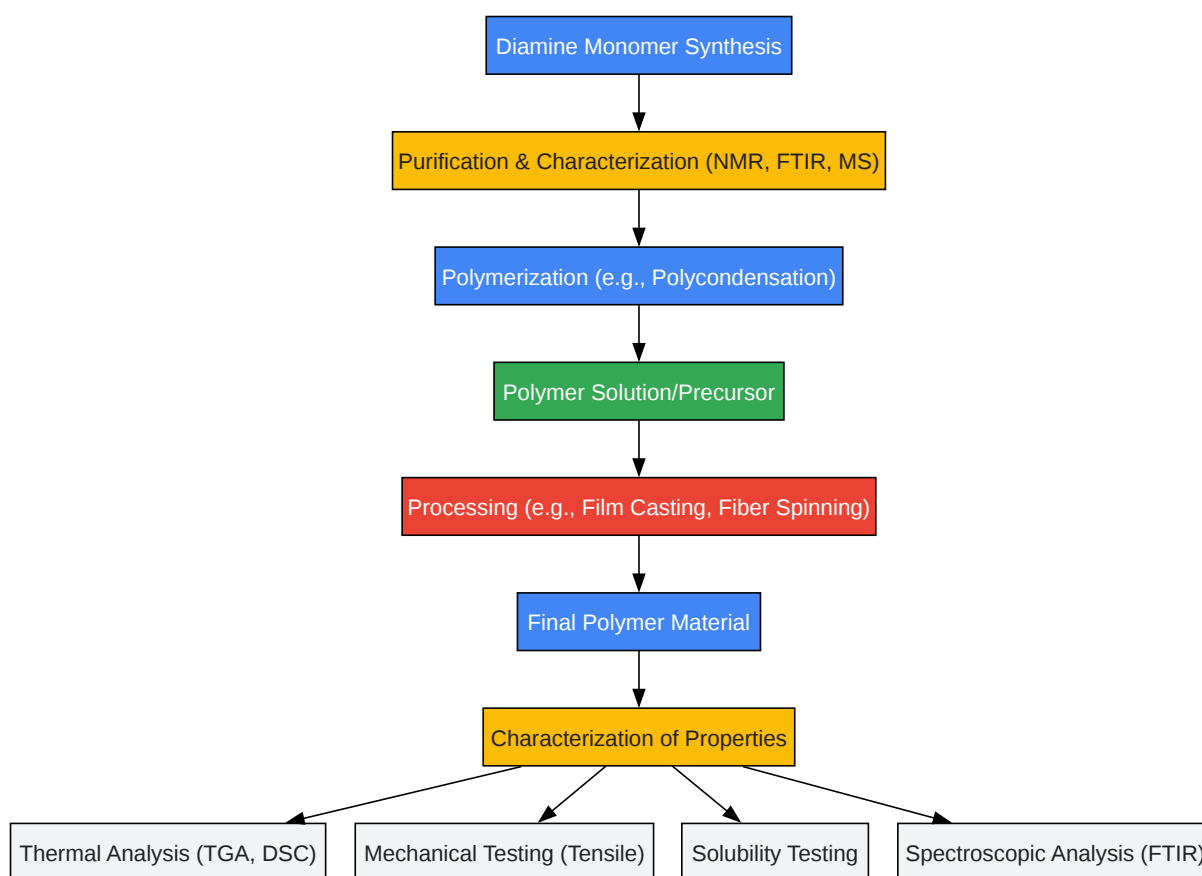 Diamine Monomer Synthesis
Purification & Characterization (NMR, FTIR, MS)
Polymerization (e.g., Polycondensation)
Polymer Solution/Precursor
Processing (e.g., Film Casting, Fiber Spinning)
Final Polymer Material
Characterization of Properties
Thermal Analysis (TGA, DSC)
Mechanical Testing (Tensile)
Solubility Testing
Spectroscopic Analysis (FTIR)